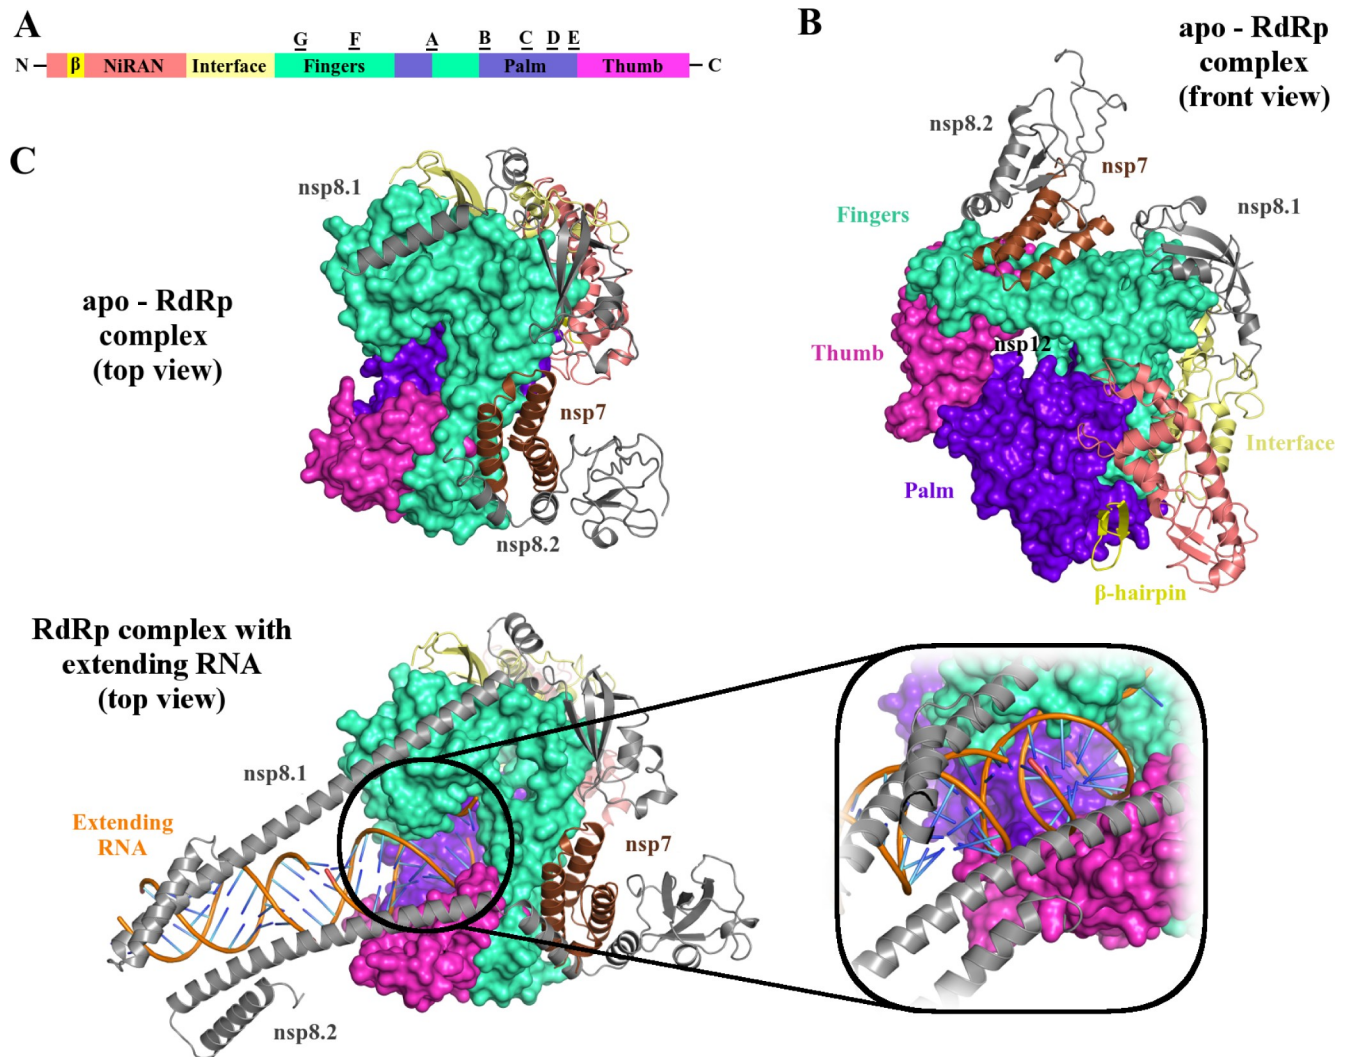 A
G F A B C D E
N β NiRAN Interface Fingers Palm Thumb C
B
apo - RdRp
complex
(front view)
nsp8.2
nsp7
nsp8.1
Fingers
Thumb
nsp12
Interface
Palm
β-hairpin
C
nsp8.1
apo - RdRp
complex
(top view)
nsp7
nsp8.2
RdRp complex with
extending RNA
(top view)
nsp8.1
Extending
RNA
nsp7
nsp8.2